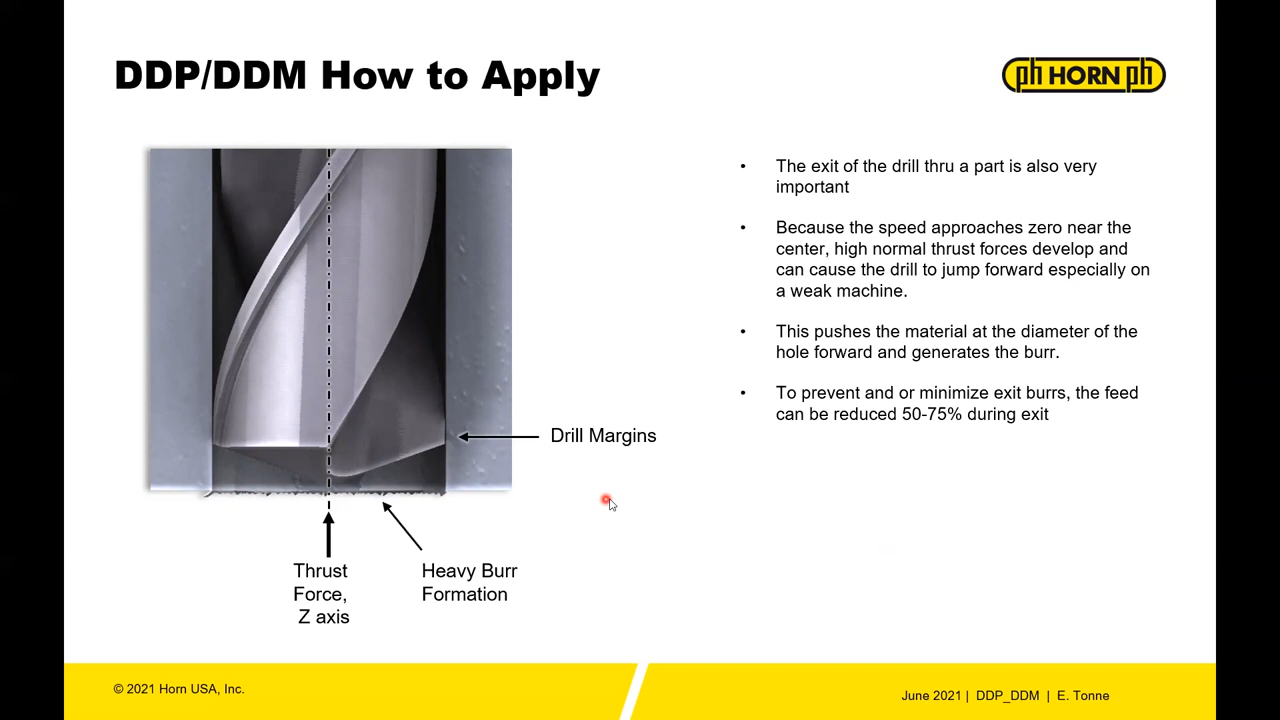 DDP/DDM How to Apply
ph HORN ph
• The exit of the drill thru a part is also very
important
• Because the speed approaches zero near the
center, high normal thrust forces develop and
can cause the drill to jump forward especially on
a weak machine.
• This pushes the material at the diameter of the
hole forward and generates the burr.
• To prevent and or minimize exit burrs, the feed
can be reduced 50-75% during exit
Drill Margins
Thrust
Force,
Z axis
Heavy Burr
Formation
© 2021 Horn USA, Inc.
June 2021 | DDP_DDM | E. Tonne